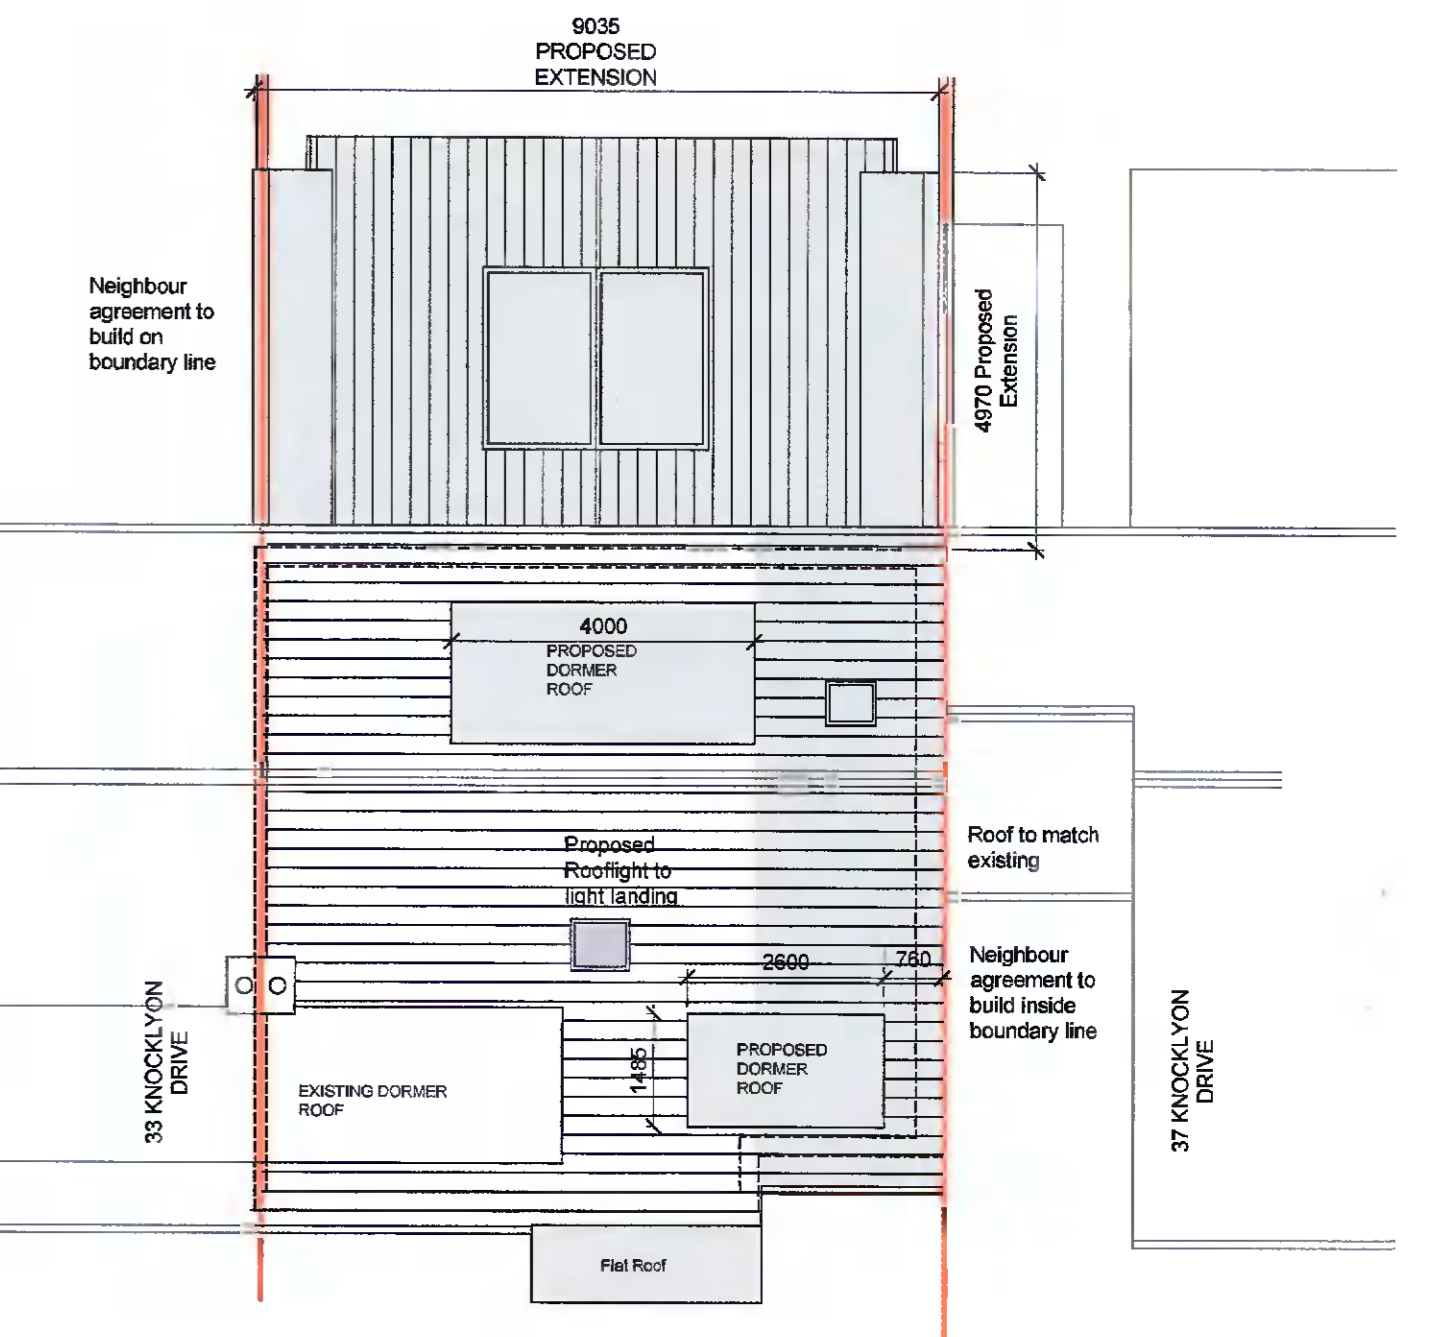 9035
PROPOSED
EXTENSION
Neighbour
agreement to
build on
boundary line
4970 Proposed
Extension
4000
PROPOSED
DORMER
ROOF
Proposed
Rooflight to
light landing
Roof to match
existing
2600
760
Neighbour
agreement to
build inside
boundary line
33 KNOCKLYON
DRIVE
1485
PROPOSED
DORMER
ROOF
EXISTING DORMER
ROOF
37 KNOCKLYON
DRIVE
Flat Roof